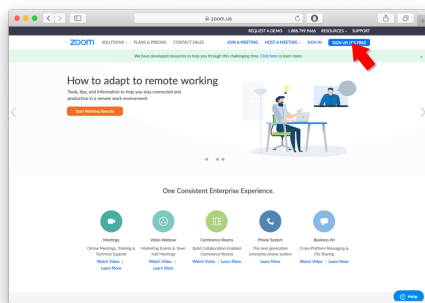 zoom.us
REQUEST A DEMO 1.888.799.9666 RESOURCES SUPPORT
zoom SOLUTIONS PLANS & PRICING CONTACT SALES JOIN A MEETING HOST A MEETING SIGN IN SIGN UP, IT'S FREE
We have developed resources to help you through this challenging time. Click here to learn more.
How to adapt to remote working
Tools, tips, and information to help you stay connected and
productive in a remote work environment
Start Working Remote
One Consistent Enterprise Experience.
Meetings Video Webinar Conference Rooms Phone System Business IM
Online Meetings, Training & Marketing Events & Town Build Collaboration-Enabled The next generation Cross-Platform Messaging &
Technical Support Hall Meetings Conference Rooms enterprise phone system File Sharing
Watch Video | Watch Video | Watch Video | Learn More Learn More Watch Video | Learn More
Learn More Learn More
Help